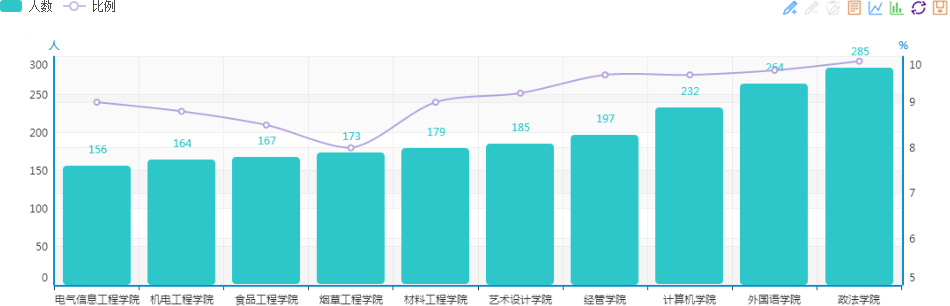 人数 比例
人 %
300 250 200 150 100 50 0
156 164 167 173 179 185 197 232 264 285
10 9 8 7 6 5
电气信息工程学院 机电工程学院 食品工程学院 烟草工程学院 材料工程学院 艺术设计学院 经管学院 计算机学院 外国语学院 政法学院